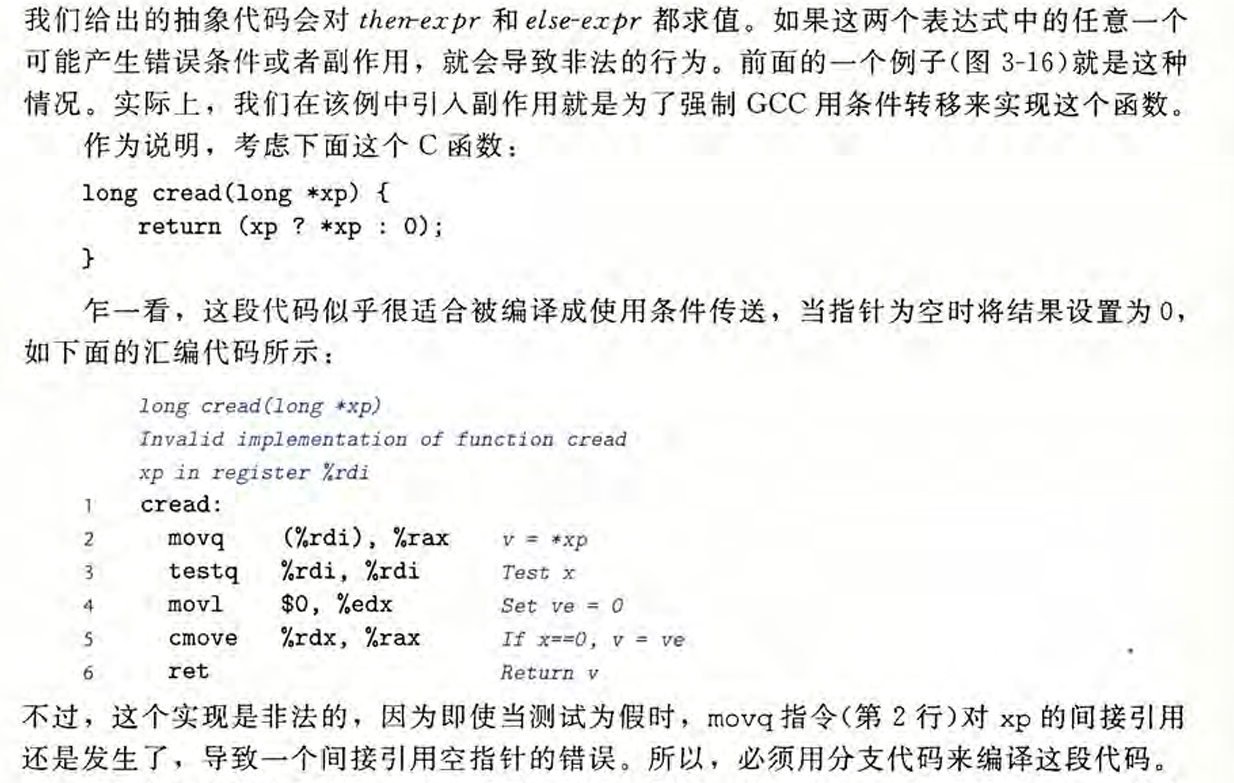 我们给出的抽象代码会对 then-expr 和 else-expr 都求值。如果这两个表达式中的任意一个
可能产生错误条件或者副作用，就会导致非法的行为。前面的一个例子(图 3-16)就是这种
情况。实际上，我们在该例中引入副作用就是为了强制 GCC 用条件转移来实现这个函数。
作为说明，考虑下面这个 C 函数：
long cread(long *xp) {
return (xp ? *xp : 0);
}
乍一看，这段代码似乎很适合被编译成使用条件传送，当指针为空时将结果设置为 0，
如下面的汇编代码所示：
long cread(long *xp)
Invalid implementation of function cread
xp in register %rdi
1 cread:
2 movq (%rdi), %rax v = *xp
3 testq %rdi, %rdi Test x
4 movl $0, %edx Set ve = 0
5 cmove %rdx, %rax If x==0, v = ve
6 ret Return v
不过，这个实现是非法的，因为即使当测试为假时，movq 指令(第 2 行)对 xp 的间接引用
还是发生了，导致一个间接引用空指针的错误。所以，必须用分支代码来编译这段代码。